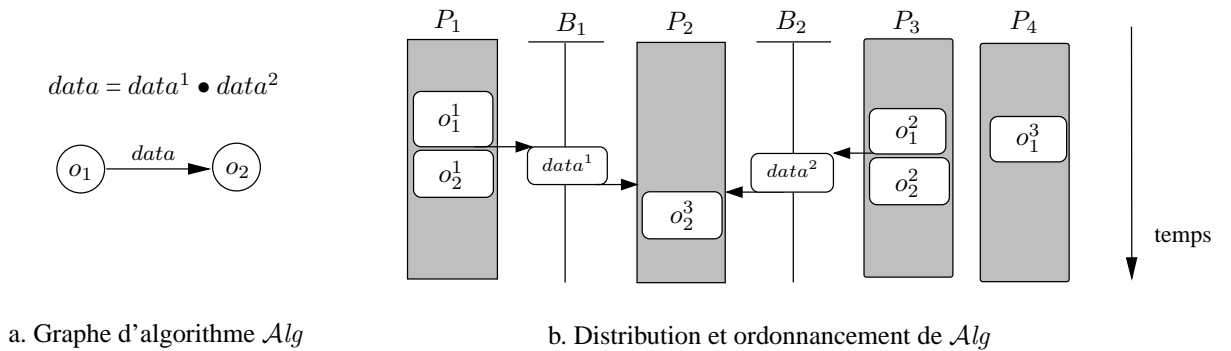 P₁ B₁ P₂ B₂ P₃ P₄
data = data¹ • data²
o₁ data o₂
o₁¹ o₁² o₁³
o₂¹ data¹ data² o₂²
o₂³
temps
a. Graphe d'algorithme 𝒜lg
b. Distribution et ordonnancement de 𝒜lg